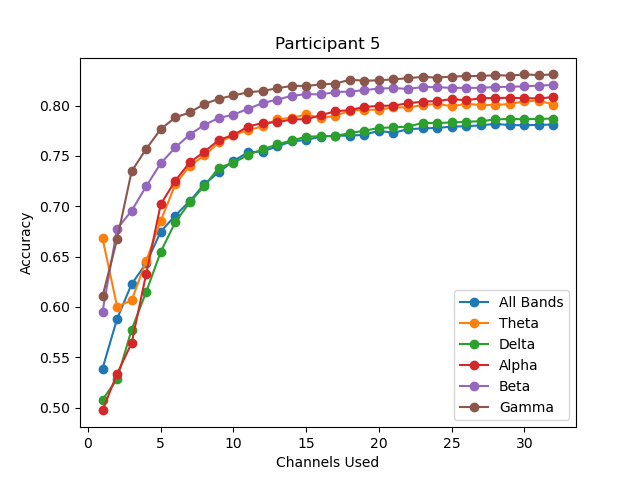 Participant 5
Accuracy
0.80
0.75
0.70
0.65
0.60
0.55
0.50
0 5 10 15 20 25 30
Channels Used
All Bands
Theta
Delta
Alpha
Beta
Gamma